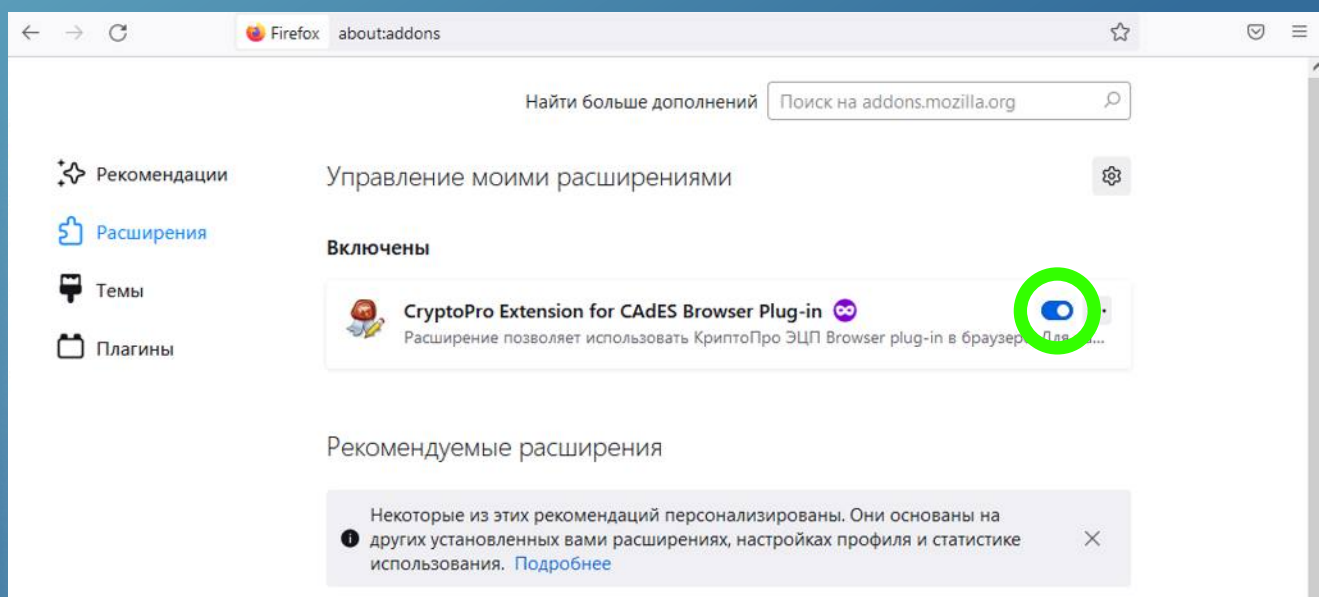 Firefox about:addons
Найти больше дополнений Поиск на addons.mozilla.org
Рекомендации
Расширения
Темы
Плагины
Управление моими расширениями
Включены
CryptoPro Extension for CAdES Browser Plug-in
Расширение позволяет использовать КриптоПро ЭЦП Browser plug-in в браузер Для
Рекомендуемые расширения
Некоторые из этих рекомендаций персонализированы. Они основаны на
других установленных вами расширениях, настройках профиля и статистике
использования. Подробнее